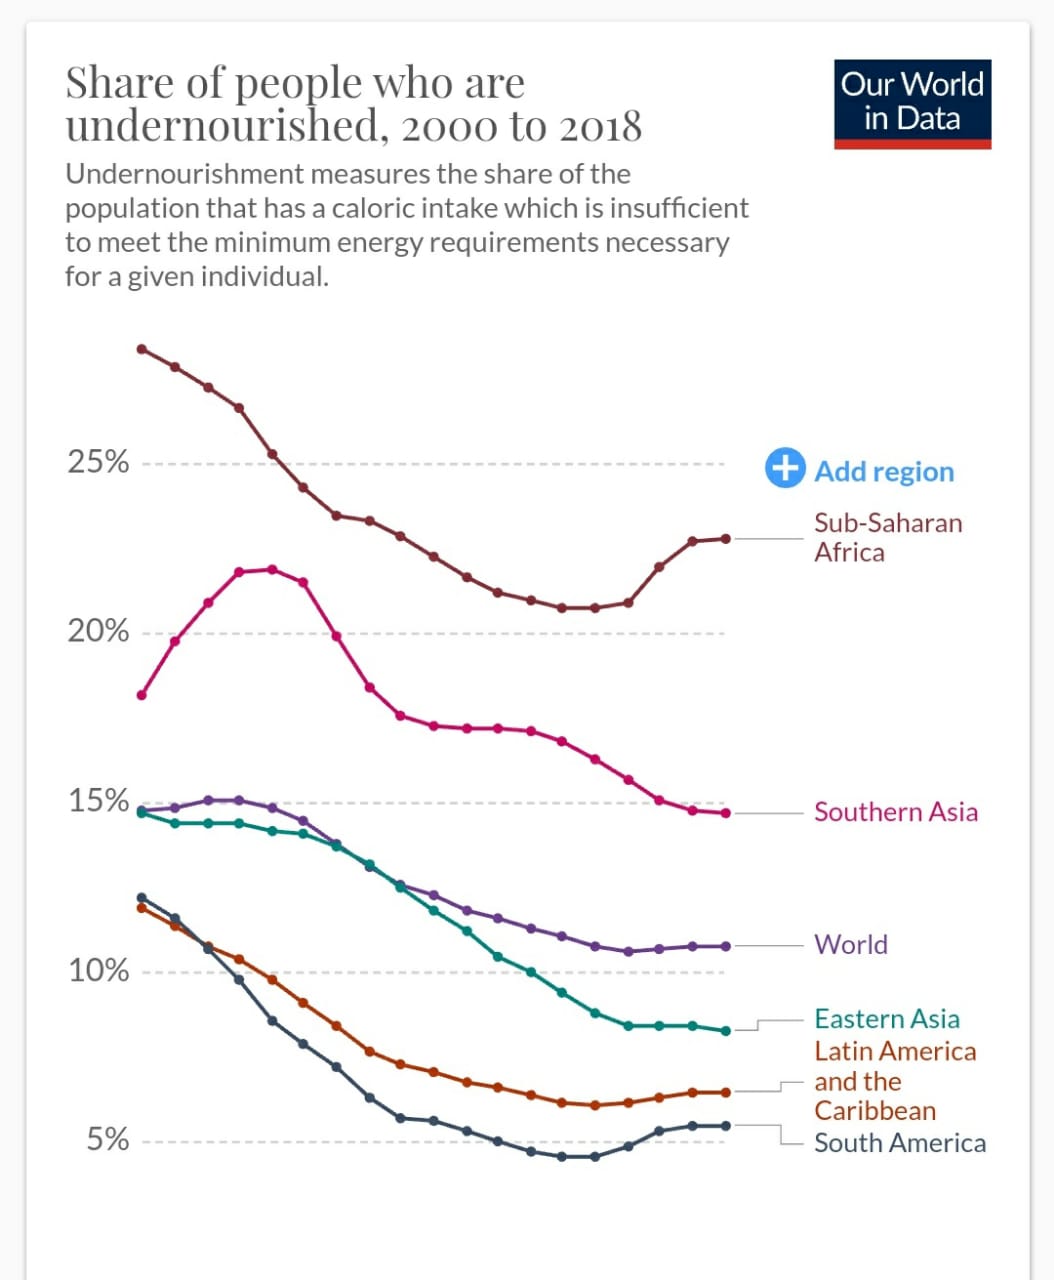 Share of people who are
undernourished, 2000 to 2018
Our World
in Data
Undernourishment measures the share of the
population that has a caloric intake which is insufficient
to meet the minimum energy requirements necessary
for a given individual.
25%
Add region
Sub-Saharan
Africa
20%
15%
Southern Asia
World
10%
Eastern Asia
Latin America
and the
Caribbean
5%
South America